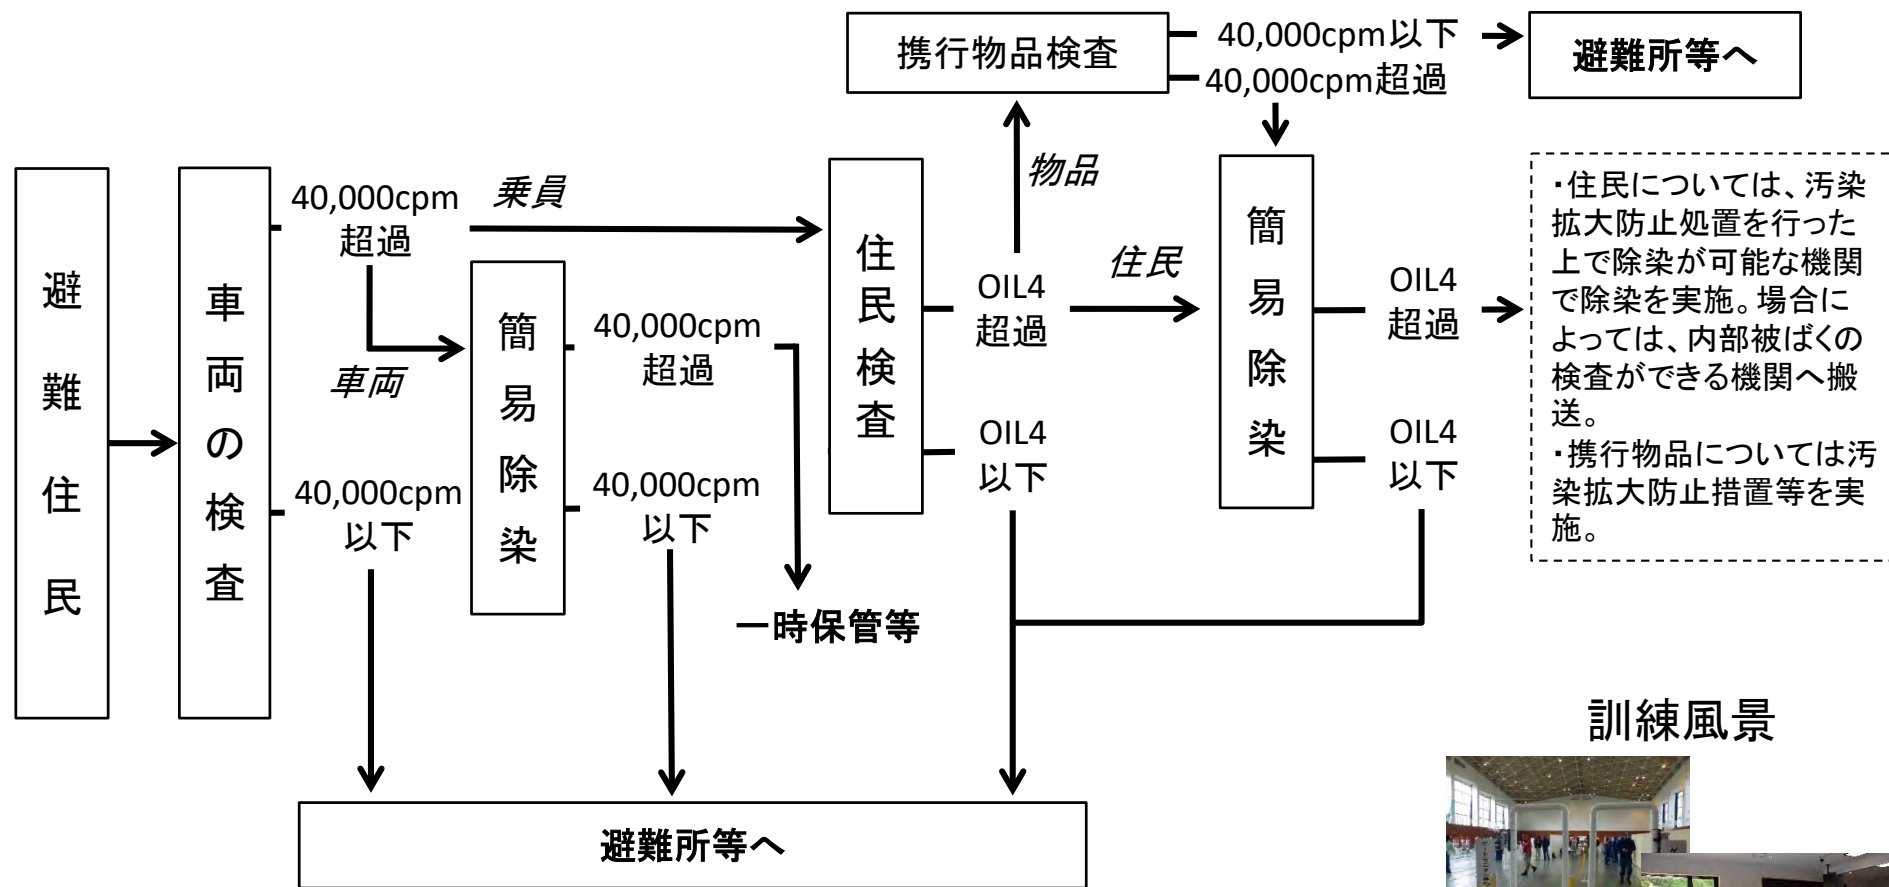 携行物品検査
40,000cpm以下
40,000cpm超過
避難所等へ
避難住民
車両の検査
40,000cpm
超過
乗員
車両
40,000cpm
以下
簡易除染
40,000cpm
超過
40,000cpm
以下
一時保管等
住民検査
物品
OIL4
超過
住民
OIL4
以下
簡易除染
OIL4
超過
OIL4
以下
・住民については、汚染
拡大防止処置を行った
上で除染が可能な機関
で除染を実施。場合に
よっては、内部被ばくの
検査ができる機関へ搬
送。
・携行物品については汚
染拡大防止措置等を実
施。
避難所等へ
訓練風景